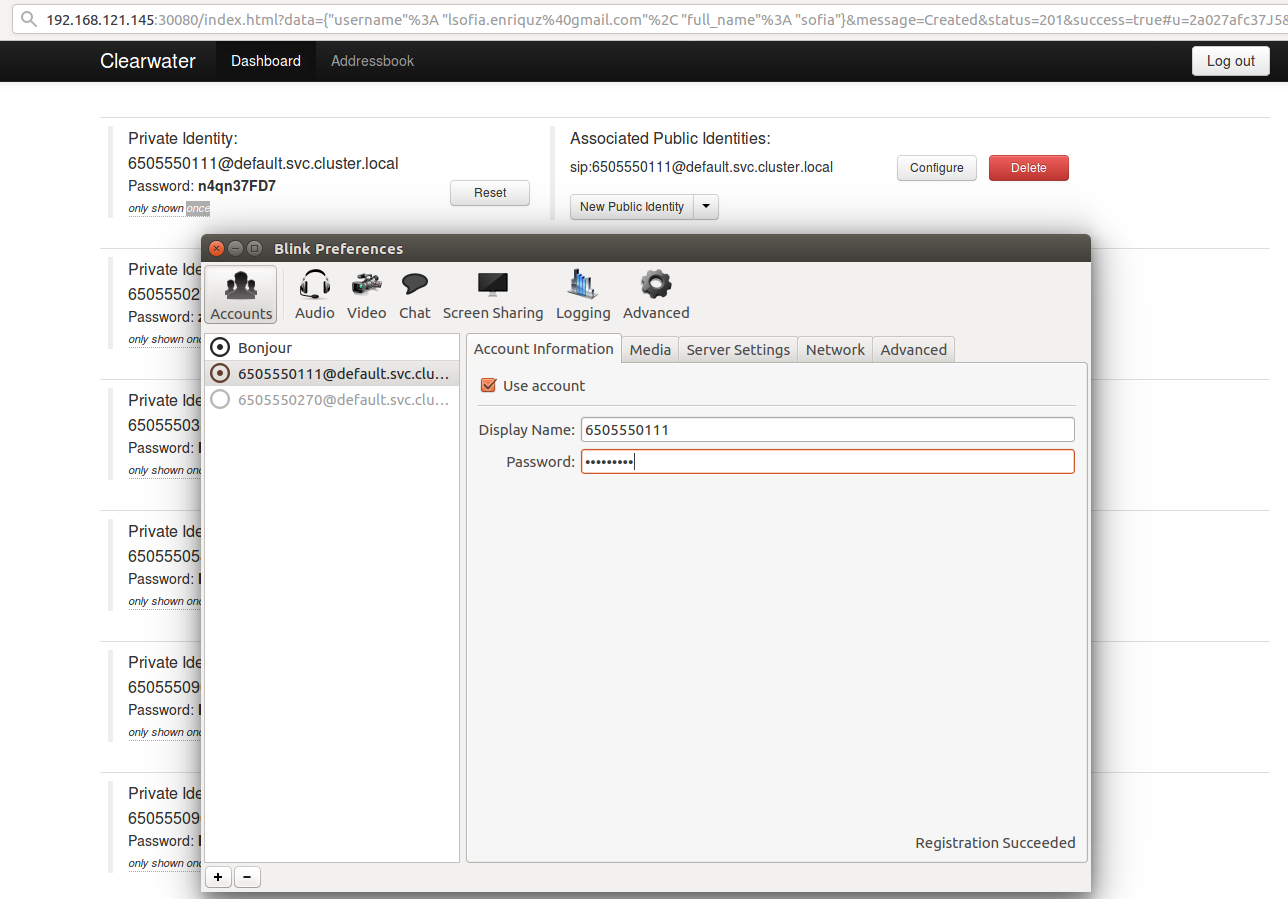 192.168.121.145:30080/index.html?data={"username"%3A "lsofia.enriquz%40gmail.com"%2C "full_name"%3A "sofia"}&message=Created&status=201&success=true#u=2a027afc37J5&
Clearwater Dashboard Addressbook Log out
Private Identity: Associated Public Identities:
6505550111@default.svc.cluster.local sip:6505550111@default.svc.cluster.local Configure Delete
Password: n4qn37FD7 Reset
only shown once New Public Identity
Blink Preferences
Accounts Audio Video Chat Screen Sharing Logging Advanced
Bonjour
6505550111@default.svc.clu...
6505550270@default.svc.clu...
+ −
Account Information Media Server Settings Network Advanced
Use account
Display Name: 6505550111
Password: •••••••••
Registration Succeeded
Private Ide
65055502
Password:
only shown onc
Private Ide
65055503
Password:
only shown onc
Private Ide
65055505
Password:
only shown onc
Private Ide
65055509
Password:
only shown onc
Private Ide
65055509
Password:
only shown onc